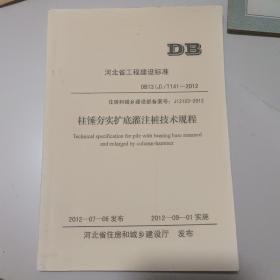 DB
河北省工程建设标准
DB13(J)/T141-2012
住房和城乡建设部备案号：J12102-2012
柱锤夯实扩底灌注桩技术规程
Technical specification for pile with bearing base rammed
and enlarged by column-hammer
2012-07-06 发布
2012-09-01 实施
河北省住房和城乡建设厅 发布